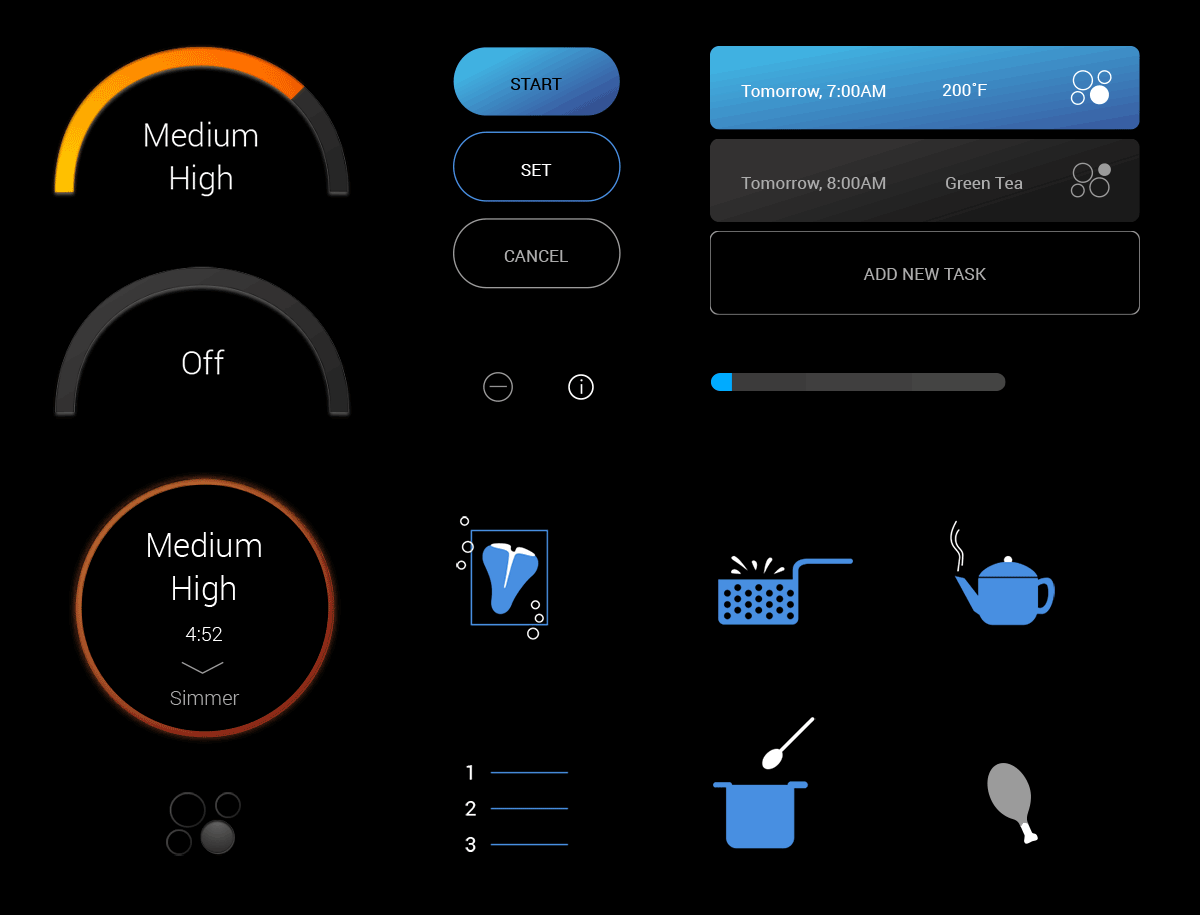 Medium
High
START
SET
CANCEL
Tomorrow, 7:00AM 200°F
Tomorrow, 8:00AM Green Tea
ADD NEW TASK
Off
i
Medium
High
4:52
Simmer
1
2
3